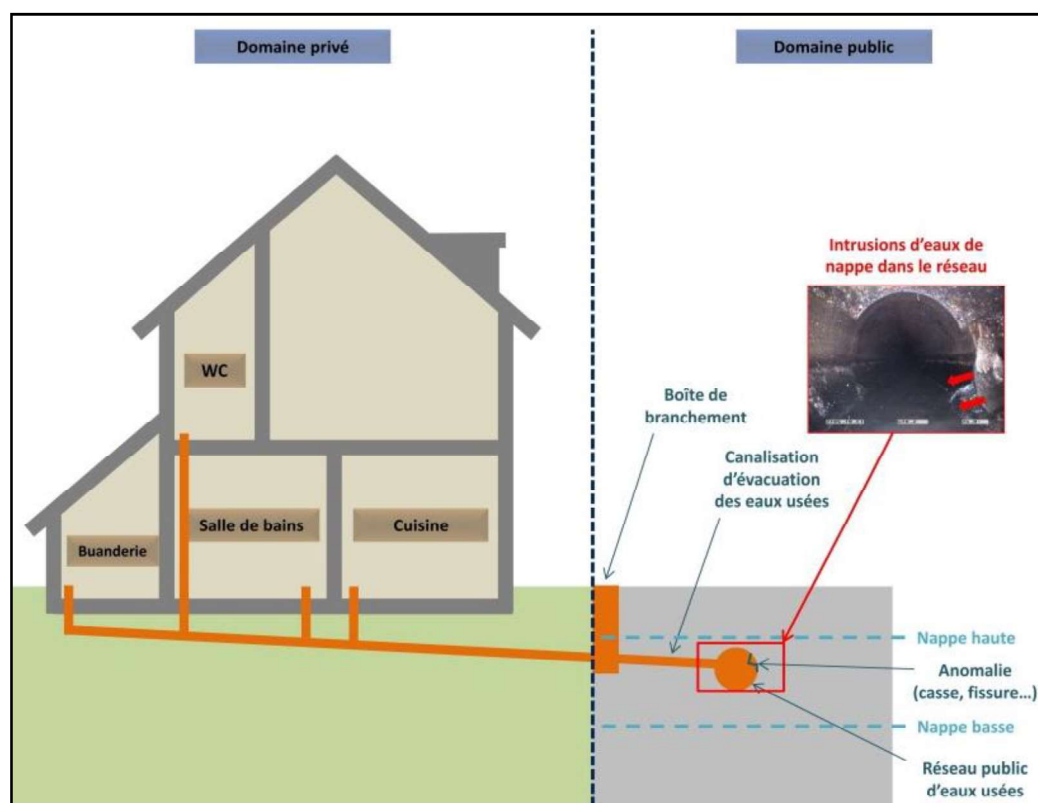 Domaine privé
Domaine public
Intrusions d'eaux de
nappe dans le réseau
WC
Boîte de
branchement
Canalisation
d'évacuation
des eaux usées
Salle de bains
Cuisine
Buanderie
Nappe haute
Anomalie
(casse, fissure...)
Nappe basse
Réseau public
d'eaux usées